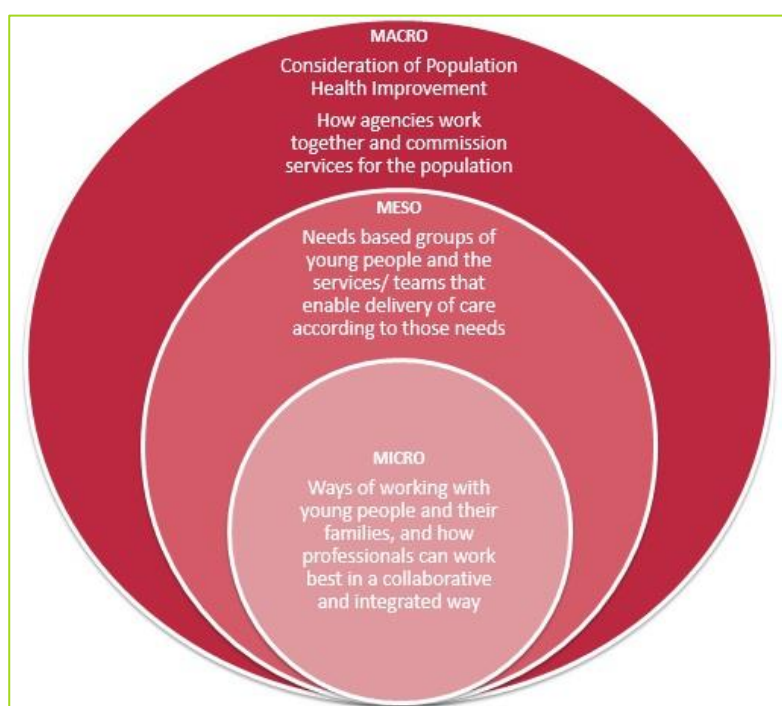 MACRO
Consideration of Population
Health Improvement
How agencies work
together and commission
services for the population
MESO
Needs based groups of
young people and the
services/ teams that
enable delivery of care
according to those needs
MICRO
Ways of working with
young people and their
families, and how
professionals can work
best in a collaborative
and integrated way